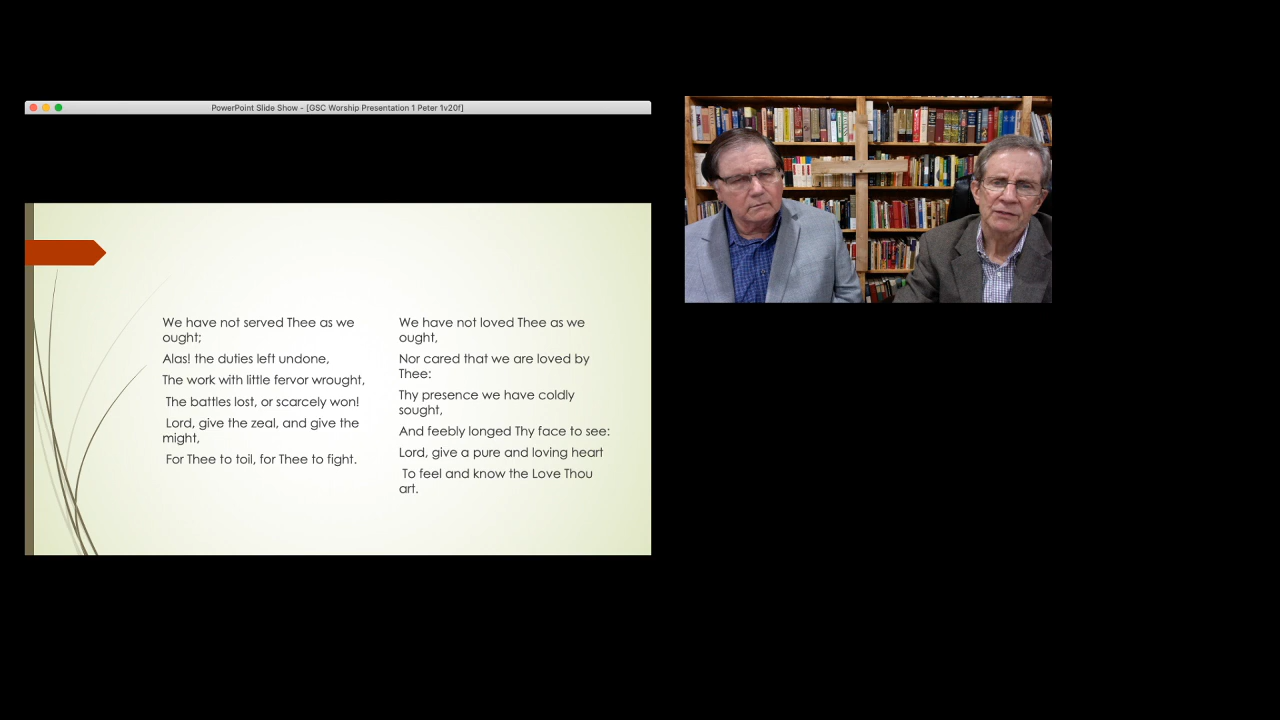 PowerPoint Slide Show - [GSC Worship Presentation 1 Peter 1v20f]
We have not served Thee as we
ought;
Alas! the duties left undone,
The work with little fervor wrought,
The battles lost, or scarcely won!
Lord, give the zeal, and give the
might,
For Thee to toil, for Thee to fight.
We have not loved Thee as we
ought,
Nor cared that we are loved by
Thee:
Thy presence we have coldly
sought,
And feebly longed Thy face to see:
Lord, give a pure and loving heart
To feel and know the Love Thou
art.